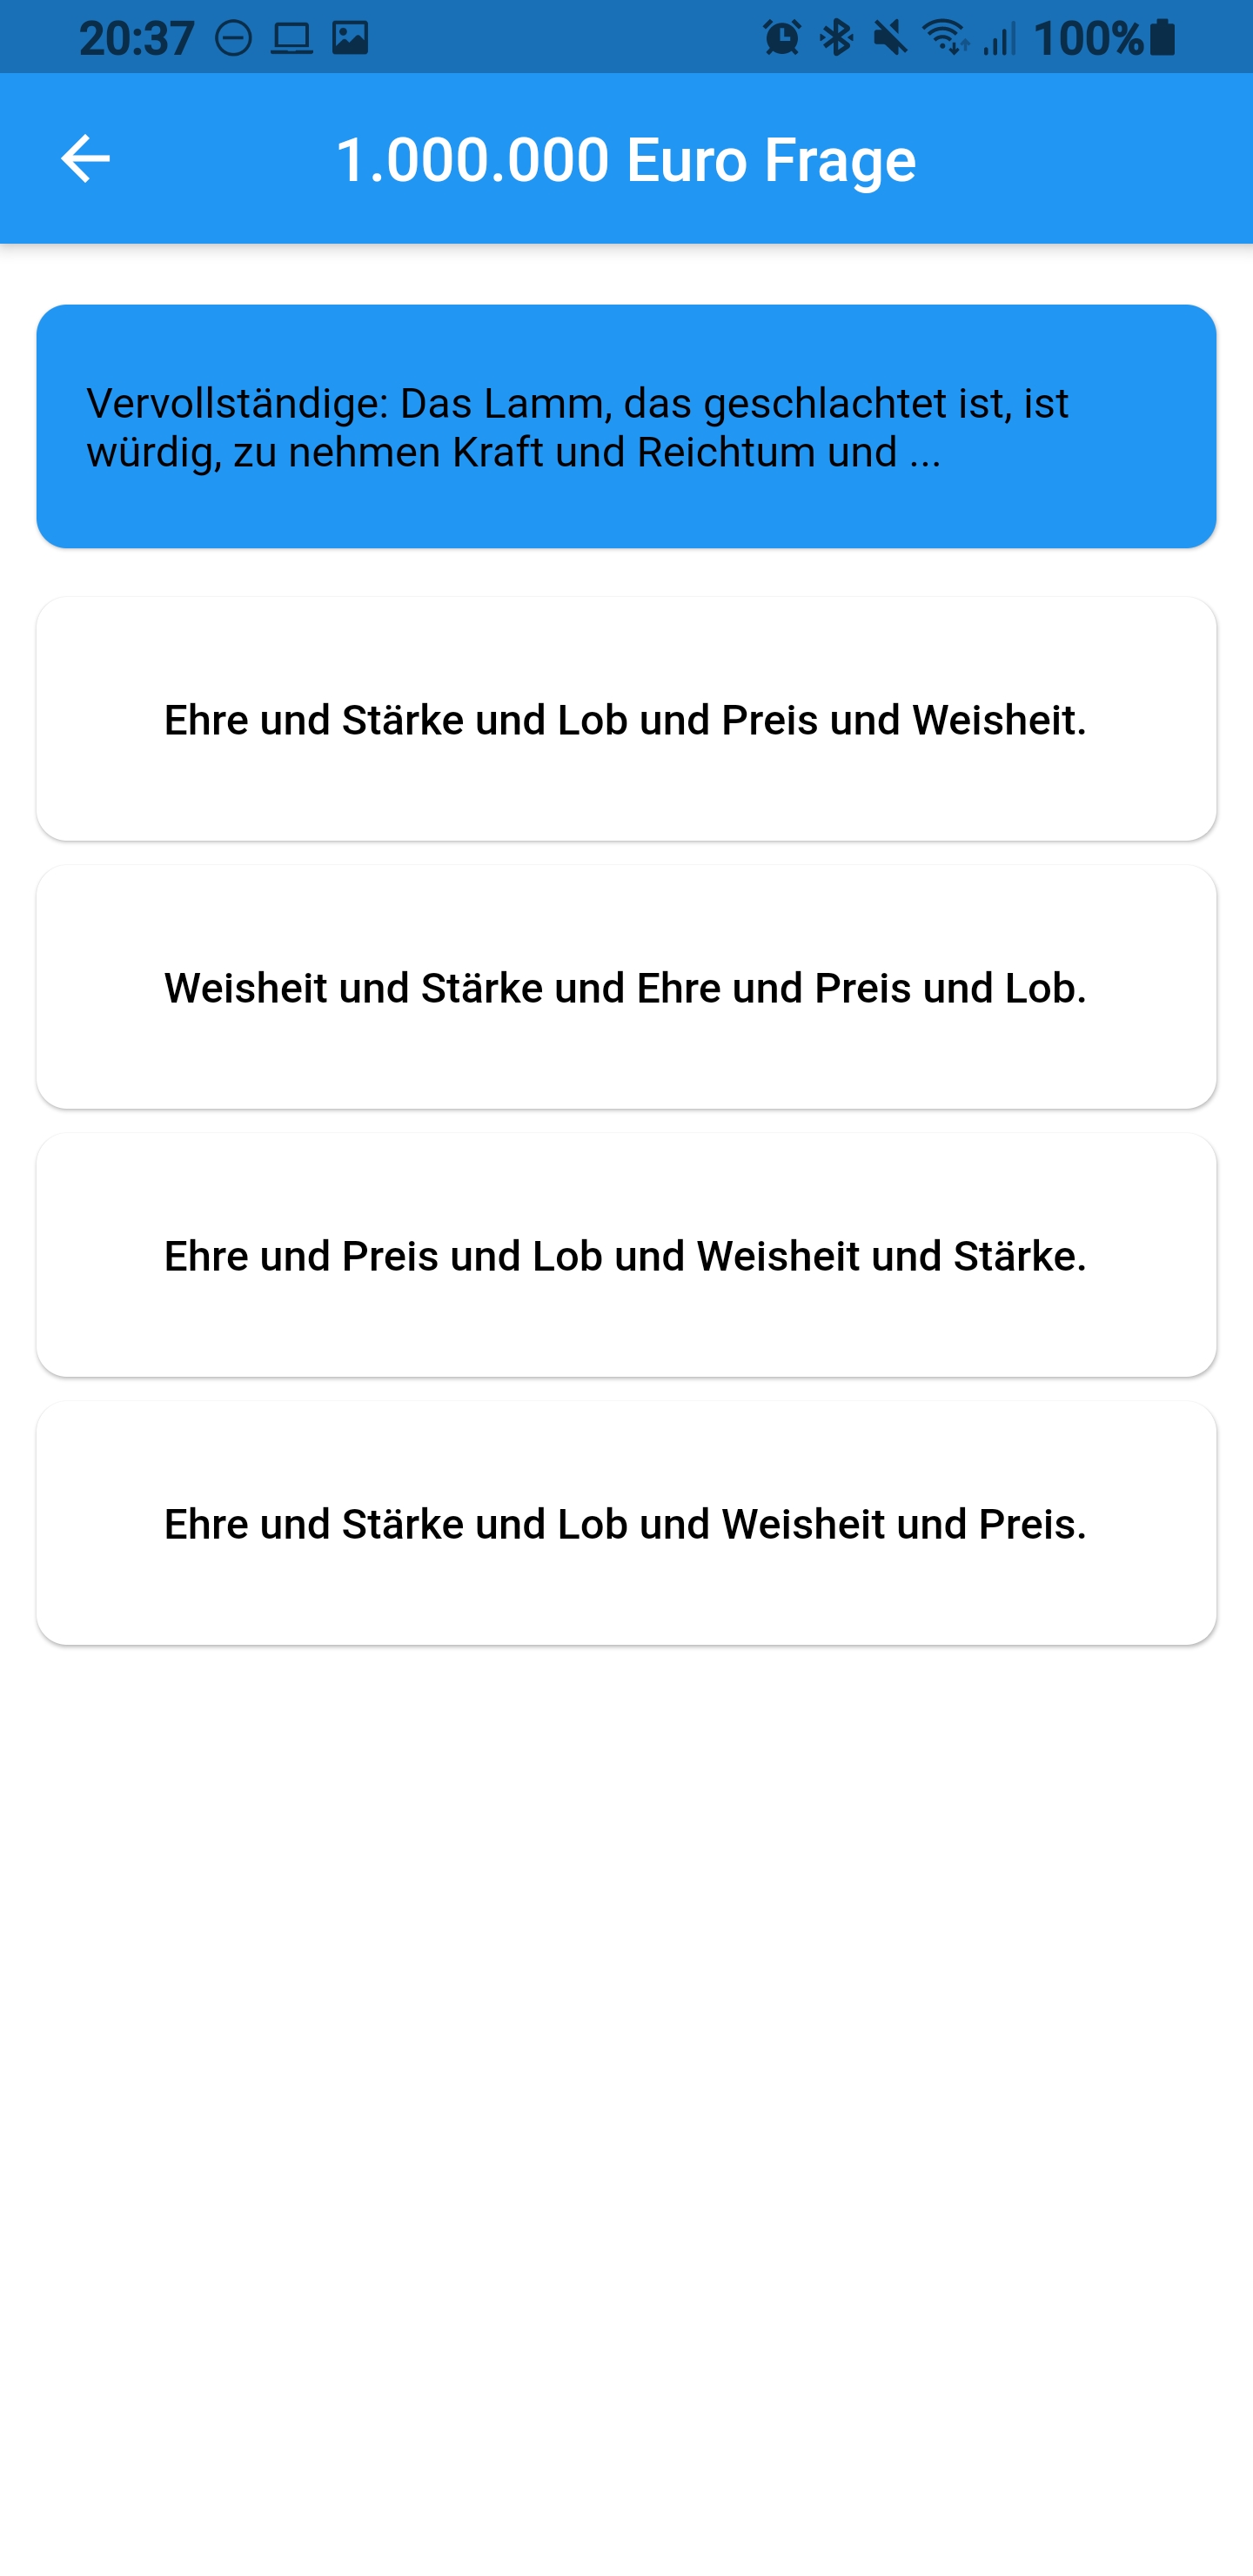 20:37 100%
1.000.000 Euro Frage
Vervollständige: Das Lamm, das geschlachtet ist, ist
würdig, zu nehmen Kraft und Reichtum und ...
Ehre und Stärke und Lob und Preis und Weisheit.
Weisheit und Stärke und Ehre und Preis und Lob.
Ehre und Preis und Lob und Weisheit und Stärke.
Ehre und Stärke und Lob und Weisheit und Preis.